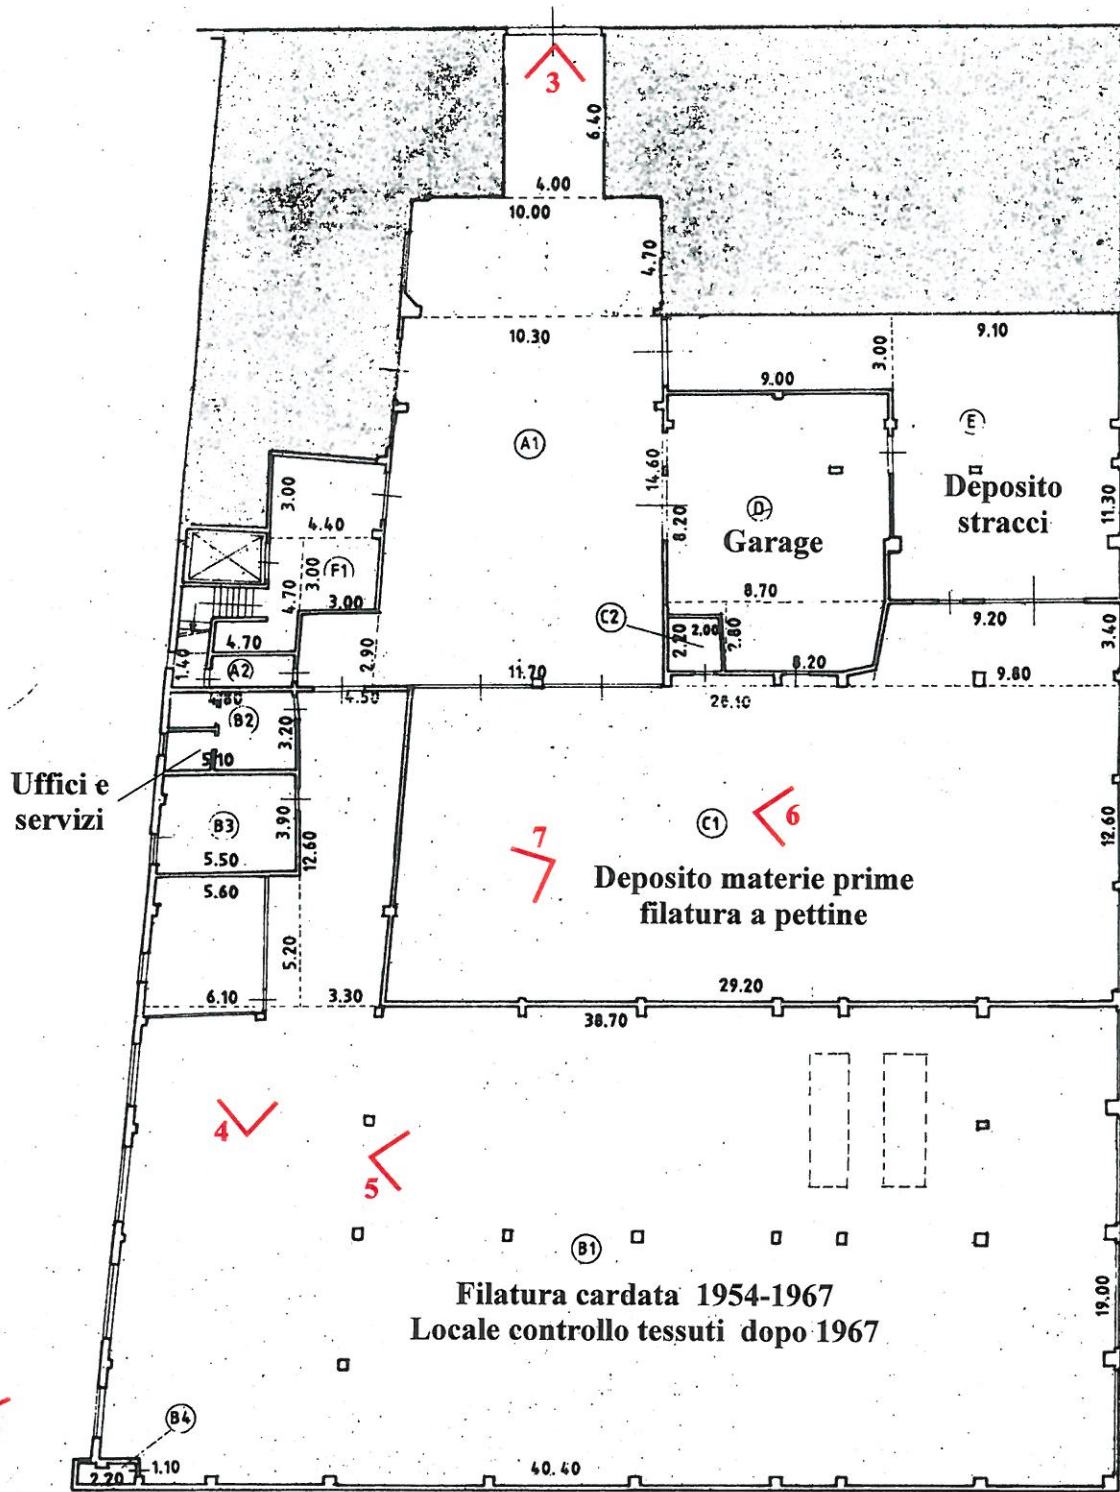 3
6.40
4.00
10.00
4.70
10.30
9.10
3.00
9.00
E
A1
14.60
3.00
Deposito
stracci
11.30
D
8.20
Garage
4.40
F1
3.00
4.70
3.00
8.70
C2
9.20
3.40
2.20
2.00
2.80
4.70
1.40
A2
2.90
11.70
8.20
9.80
4.80
4.50
26.10
B2
3.20
5.10
Uffici e
servizi
B3
3.90
12.60
5.50
5.60
C1
6
7
12.60
Deposito materie prime
filatura a pettine
5.20
6.10
3.30
29.20
38.70
4
5
B1
Filatura cardata 1954-1967
Locale controllo tessuti dopo 1967
19.00
B4
2.20
1.10
40.40